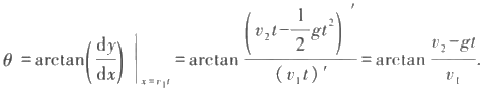 θ = arctan(dy/dx)|_{x=v₁t} = arctan (v₂t − ½gt²)′ / (v₁t)′ = arctan (v₂ − gt)/v₁.